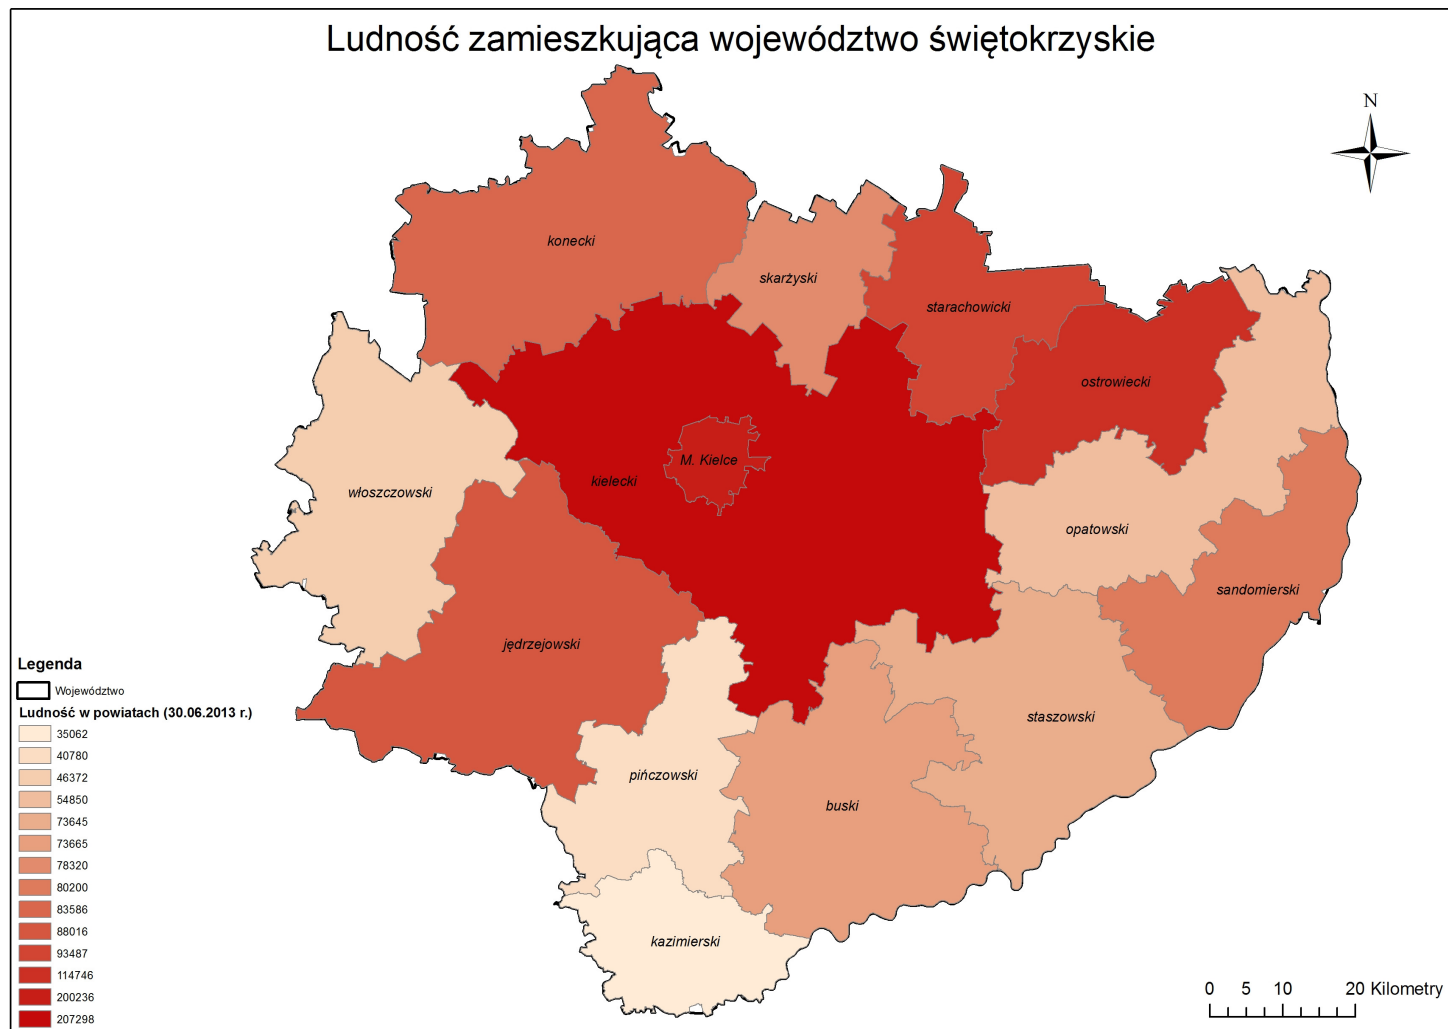 Ludność zamieszkująca województwo świętokrzyskie
N
konecki
skarżyski
starachowicki
ostrowiecki
M. Kielce
kielecki
włoszczowski
opatowski
sandomierski
jędrzejowski
staszowski
pińczowski
buski
kazimierski
Legenda
Województwo
Ludność w powiatach (30.06.2013 r.)
35062
40780
46372
54850
73645
73665
78320
80200
83586
88016
93487
114746
200236
207298
0 5 10 20 Kilometry